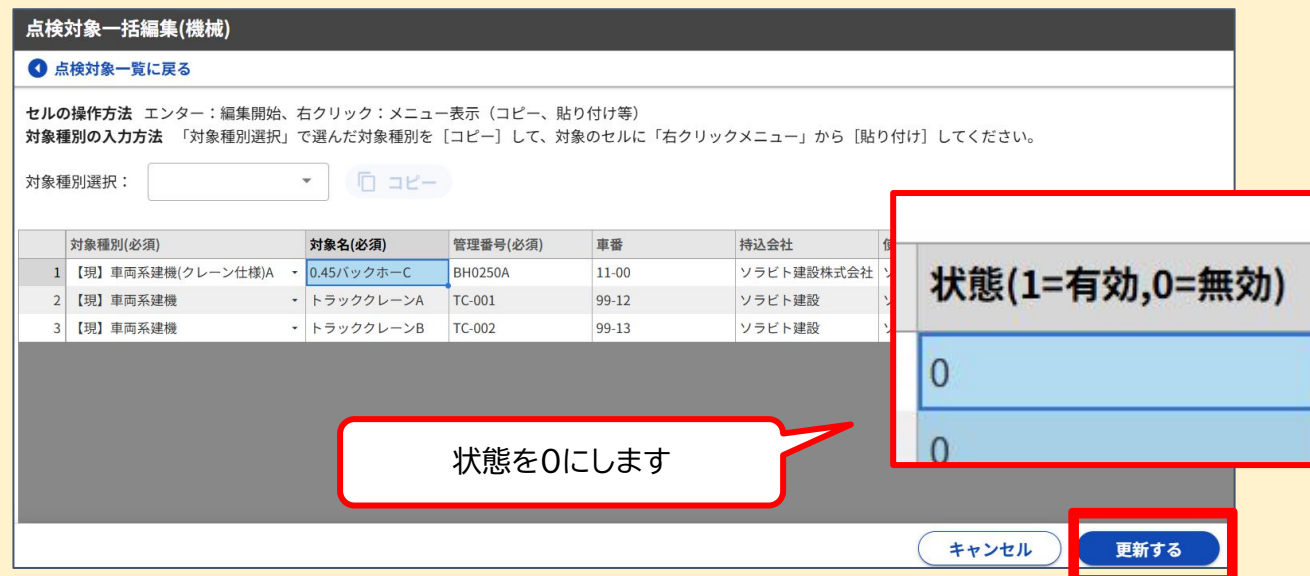 点検対象一括編集(機械)
点検対象一覧に戻る
セルの操作方法 エンター：編集開始、右クリック：メニュー表示（コピー、貼り付け等）
対象種別の入力方法 「対象種別選択」で選んだ対象種別を［コピー］して、対象のセルに「右クリックメニュー」から［貼り付け］してください。
対象種別選択： コピー
対象種別(必須) 対象名(必須) 管理番号(必須) 車番 持込会社
1 【現】車両系建機(クレーン仕様)A 0.45バックホーC BH0250A 11-00 ソラビト建設株式会社
2 【現】車両系建機 トラッククレーンA TC-001 99-12 ソラビト建設
3 【現】車両系建機 トラッククレーンB TC-002 99-13 ソラビト建設
状態(1=有効,0=無効)
0
0
状態を0にします
キャンセル 更新する